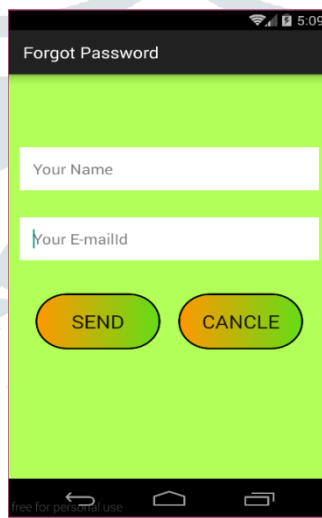 5:09
Forgot Password
Your Name
Your E-mailId
SEND CANCLE
free for personal use